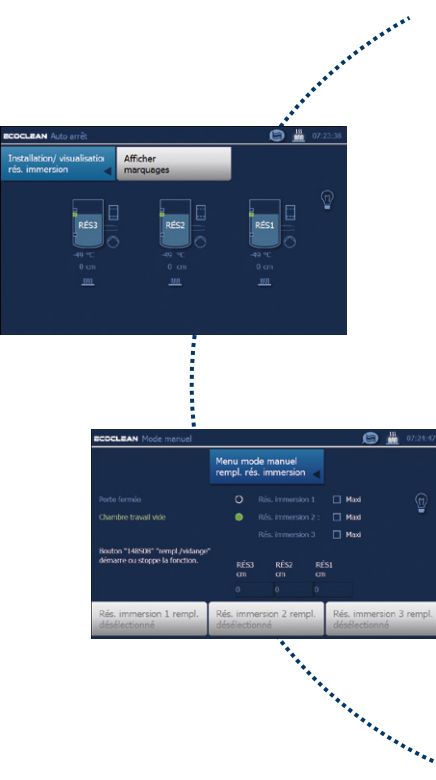 ECOCLEAN Auto arrêt 07:23:38
Installation/ visualisatio
rés. immersion
Afficher
marquages
RÉS3 RÉS2 RÉS1
-49 °C -49 °C -49 °C
0 cm 0 cm 0 cm
ECOCLEAN Mode manuel 07:24:47
Menu mode manuel
rempl. rés. immersion
Porte fermée Rés. immersion 1 Maxi
Chambre travail vide Rés. immersion 2 : Maxi
Rés. immersion 3 Maxi
Bouton "148SDB" "rempl./vidange"
démarre ou stoppe la fonction.
RÉS3 RÉS2 RÉS1
cm cm cm
0 0 0
Rés. immersion 1 rempl.
désélectionné
Rés. immersion 2 rempl.
désélectionné
Rés. immersion 3 rempl.
désélectionné